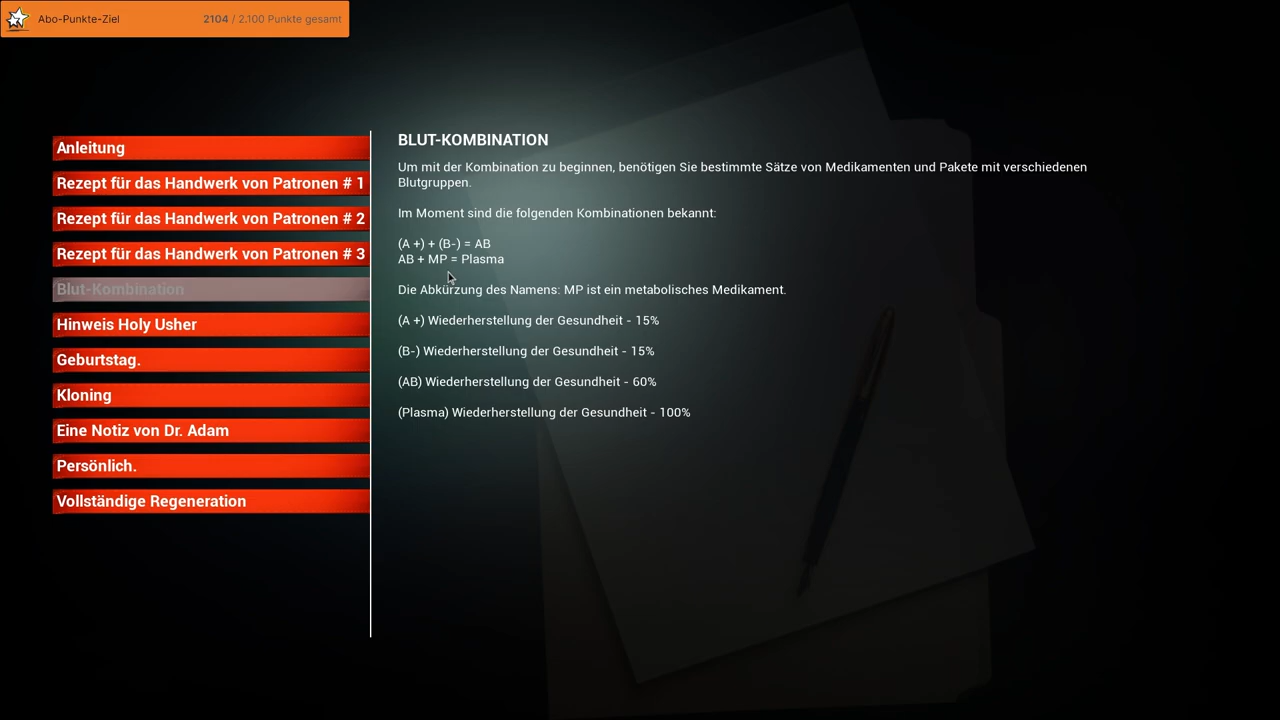 Abo-Punkte-Ziel 2104 / 2.100 Punkte gesamt
Anleitung
Rezept für das Handwerk von Patronen # 1
Rezept für das Handwerk von Patronen # 2
Rezept für das Handwerk von Patronen # 3
Blut-Kombination
Hinweis Holy Usher
Geburtstag.
Kloning
Eine Notiz von Dr. Adam
Persönlich.
Vollständige Regeneration
BLUT-KOMBINATION
Um mit der Kombination zu beginnen, benötigen Sie bestimmte Sätze von Medikamenten und Pakete mit verschiedenen
Blutgruppen.
Im Moment sind die folgenden Kombinationen bekannt:
(A +) + (B-) = AB
AB + MP = Plasma
Die Abkürzung des Namens: MP ist ein metabolisches Medikament.
(A +) Wiederherstellung der Gesundheit - 15%
(B-) Wiederherstellung der Gesundheit - 15%
(AB) Wiederherstellung der Gesundheit - 60%
(Plasma) Wiederherstellung der Gesundheit - 100%